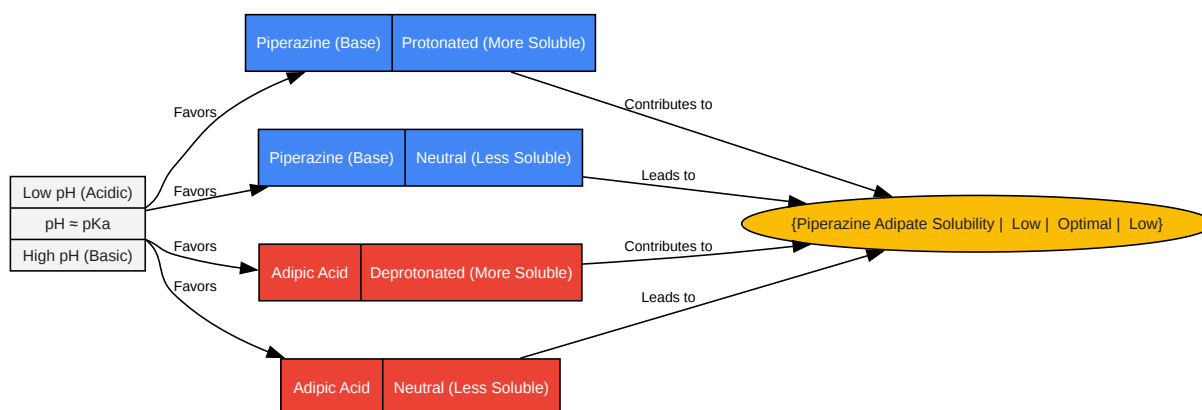 Piperazine (Base)
Protonated (More Soluble)
Favors
Contributes to
Piperazine (Base)
Neutral (Less Soluble)
Favors
Leads to
Low pH (Acidic)
pH ≈ pKa
High pH (Basic)
{Piperazine Adipate Solubility | Low | Optimal | Low}
Favors
Contributes to
Adipic Acid
Deprotonated (More Soluble)
Favors
Leads to
Adipic Acid
Neutral (Less Soluble)